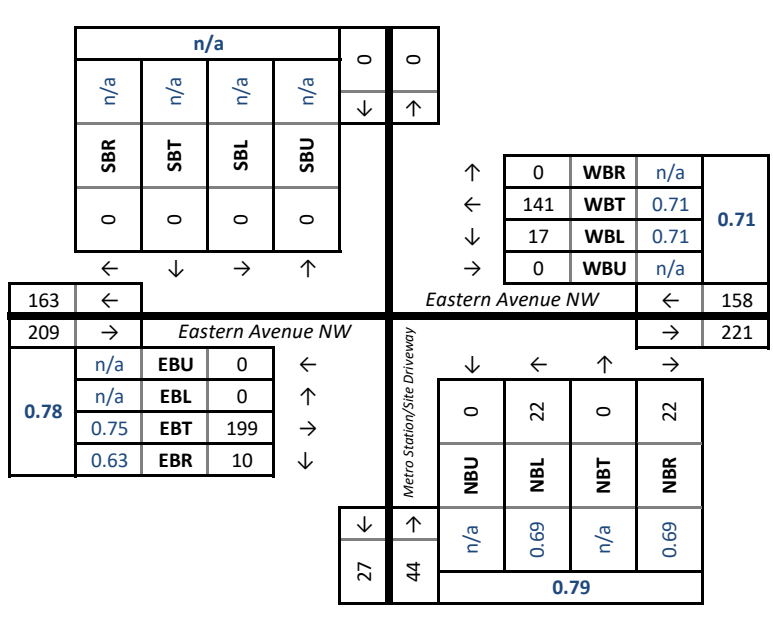 n/a
0 0
n/a n/a n/a n/a
↓ ↑
SBR SBT SBL SBU
0 0 0 0
← ↓ → ↑
↑ 0 WBR n/a
← 141 WBT 0.71
↓ 17 WBL 0.71
→ 0 WBU n/a
0.71
163 ← Eastern Avenue NW ← 158
209 → Eastern Avenue NW → 221
0.78
n/a EBU 0 ←
n/a EBL 0 ↑
0.75 EBT 199 →
0.63 EBR 10 ↓
Metro Station/Site Driveway
↓ ← ↑ →
0 22 0 22
NBU NBL NBT NBR
n/a 0.69 n/a 0.69
↓ ↑
27 44
0.79